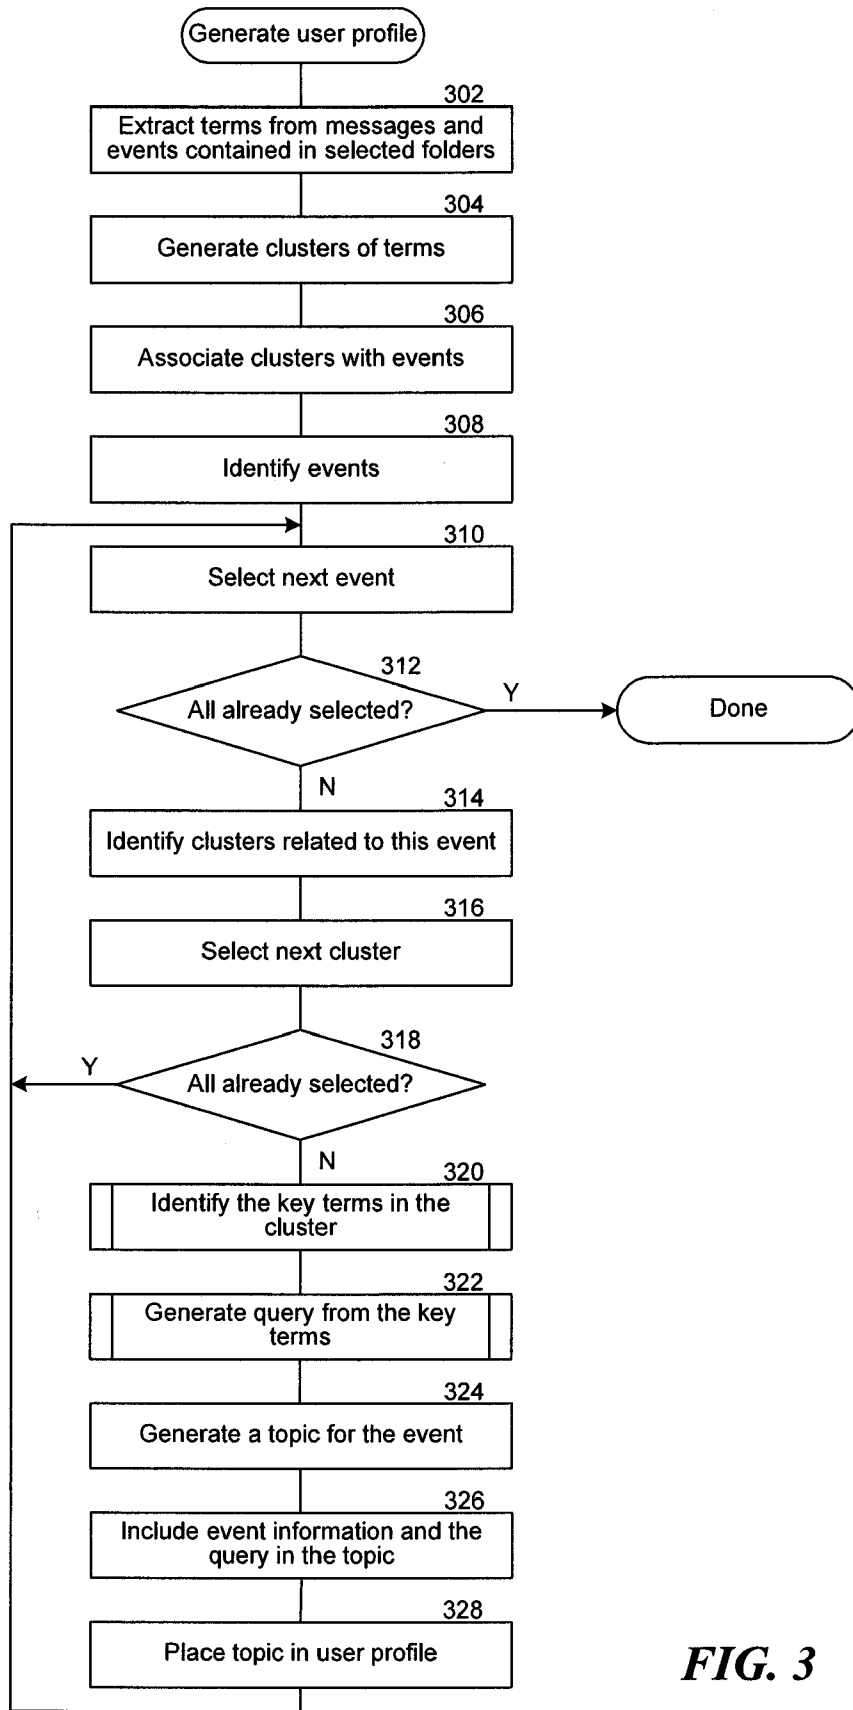 Generate user profile
302
Extract terms from messages and
events contained in selected folders
304
Generate clusters of terms
306
Associate clusters with events
308
Identify events
310
Select next event
312
All already selected?
Y
Done
N
314
Identify clusters related to this event
316
Select next cluster
318
All already selected?
Y
N
320
Identify the key terms in the
cluster
322
Generate query from the key
terms
324
Generate a topic for the event
326
Include event information and the
query in the topic
328
Place topic in user profile
FIG. 3